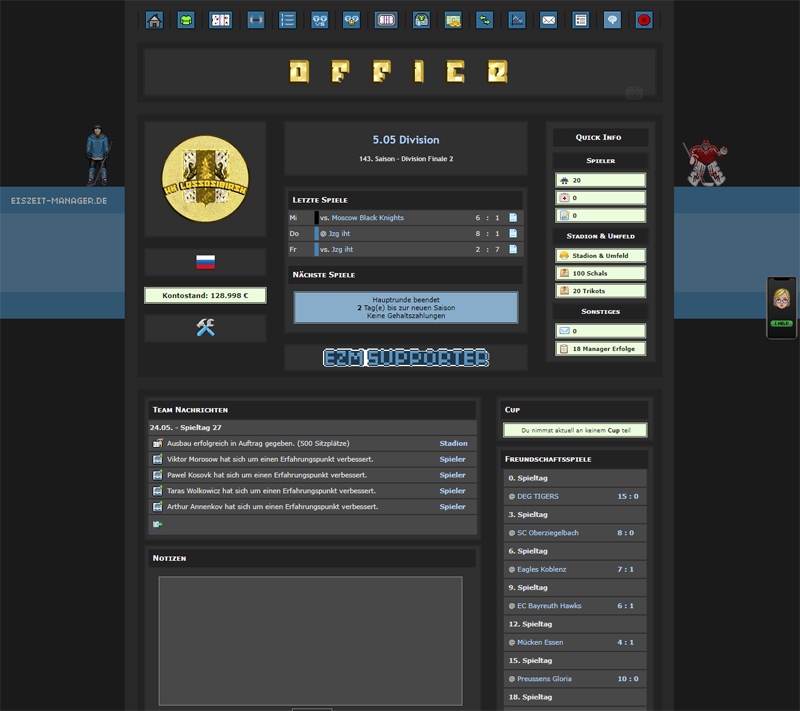 OFFICE
EISZEIT-MANAGER.DE
HK LESSOSIBIRSK
Kontostand: 128.998 €
5.05 Division
143. Saison - Division Finale 2
Letzte Spiele
Mi vs. Moscow Black Knights 6 : 1
Do @ Jzg iht 8 : 1
Fr vs. Jzg iht 2 : 7
Nächste Spiele
Hauptrunde beendet
2 Tag(e) bis zur neuen Saison
Keine Gehaltszahlungen
EZM SUPPORTER
Quick Info
Spieler
20
0
0
Stadion & Umfeld
Stadion & Umfeld
100 Schals
20 Trikots
Sonstiges
0
18 Manager Erfolge
Team Nachrichten
24.05. - Spieltag 27
Ausbau erfolgreich in Auftrag gegeben. (500 Sitzplätze) Stadion
Viktor Morosow hat sich um einen Erfahrungspunkt verbessert. Spieler
Pawel Kosovk hat sich um einen Erfahrungspunkt verbessert. Spieler
Taras Wolkowicz hat sich um einen Erfahrungspunkt verbessert. Spieler
Arthur Annenkov hat sich um einen Erfahrungspunkt verbessert. Spieler
Notizen
Cup
Du nimmst aktuell an keinem Cup teil
Freundschaftsspiele
0. Spieltag
@ DEG TIGERS 15 : 0
3. Spieltag
@ SC Oberziegelbach 8 : 0
6. Spieltag
@ Eagles Koblenz 7 : 1
9. Spieltag
@ EC Bayreuth Hawks 6 : 1
12. Spieltag
@ Mücken Essen 4 : 1
15. Spieltag
@ Preussens Gloria 10 : 0
18. Spieltag